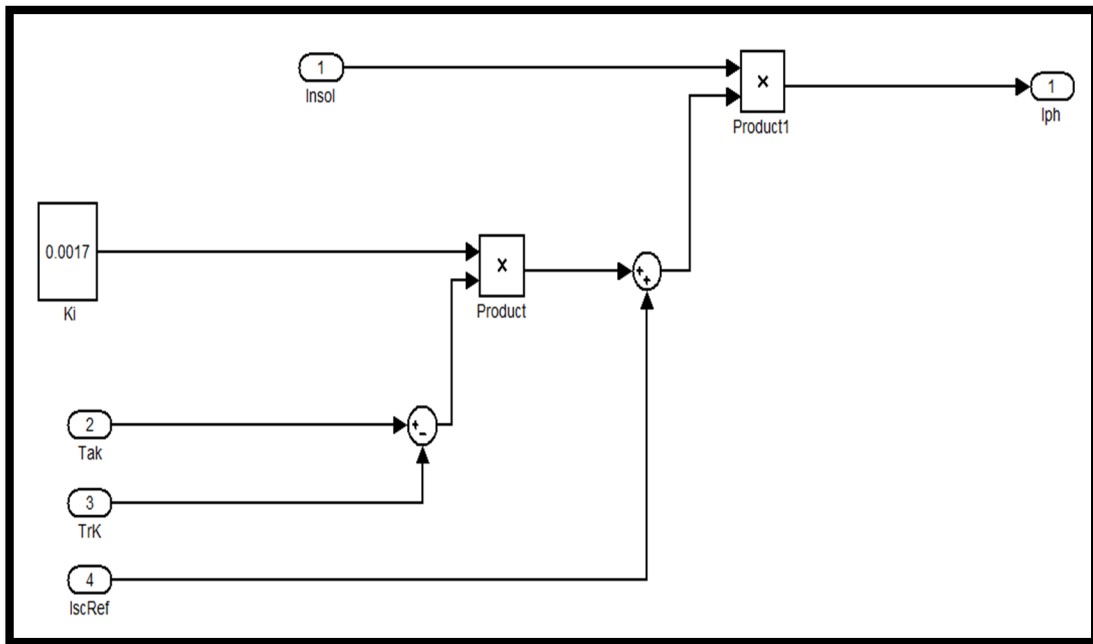 1
Insol
×
Product1
1
Iph
0.0017
Ki
×
Product
+
+
2
Tak
+
−
3
TrK
4
IscRef